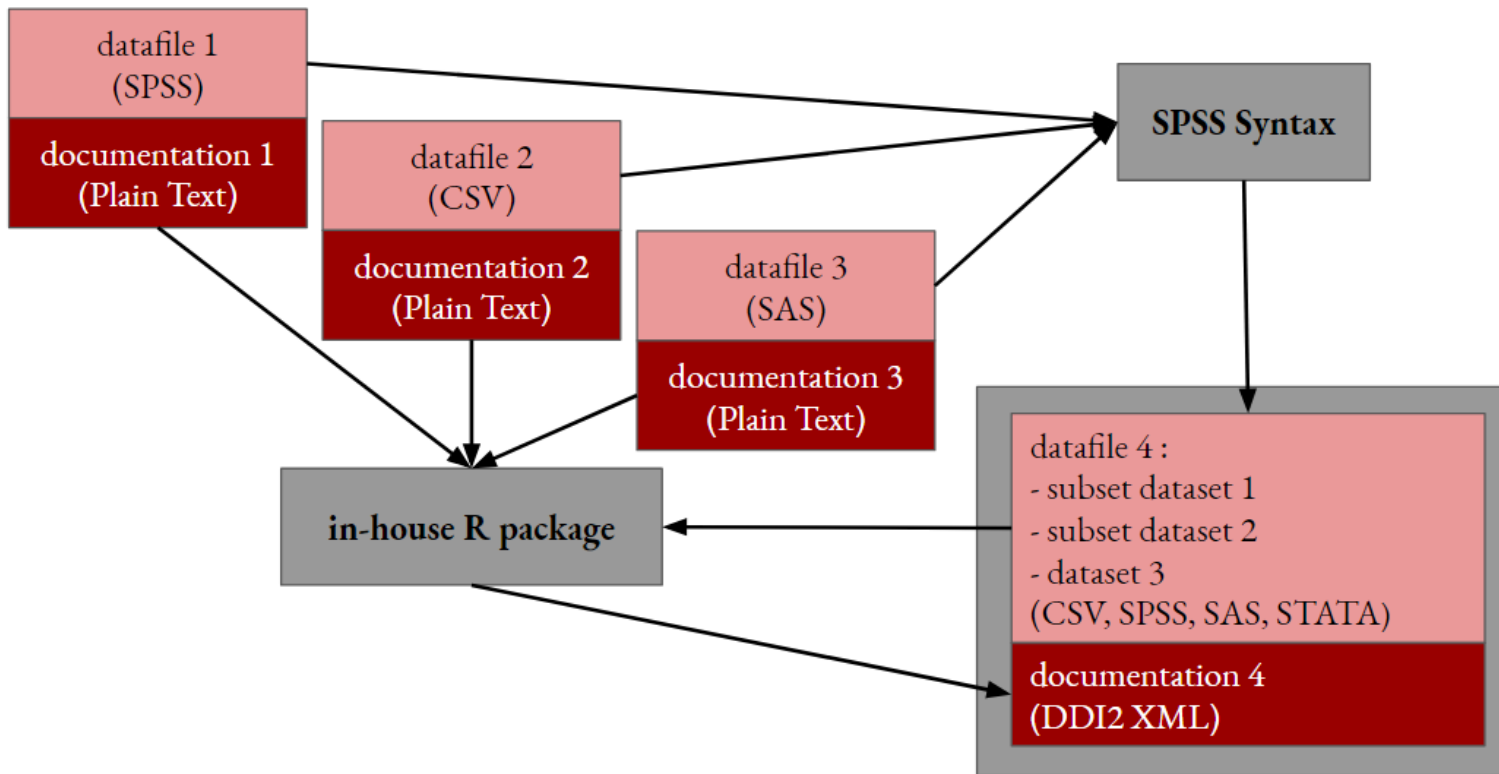 datafile 1
(SPSS)
documentation 1
(Plain Text)
datafile 2
(CSV)
documentation 2
(Plain Text)
datafile 3
(SAS)
documentation 3
(Plain Text)
SPSS Syntax
in-house R package
datafile 4 :
- subset dataset 1
- subset dataset 2
- dataset 3
(CSV, SPSS, SAS, STATA)
documentation 4
(DDI2 XML)